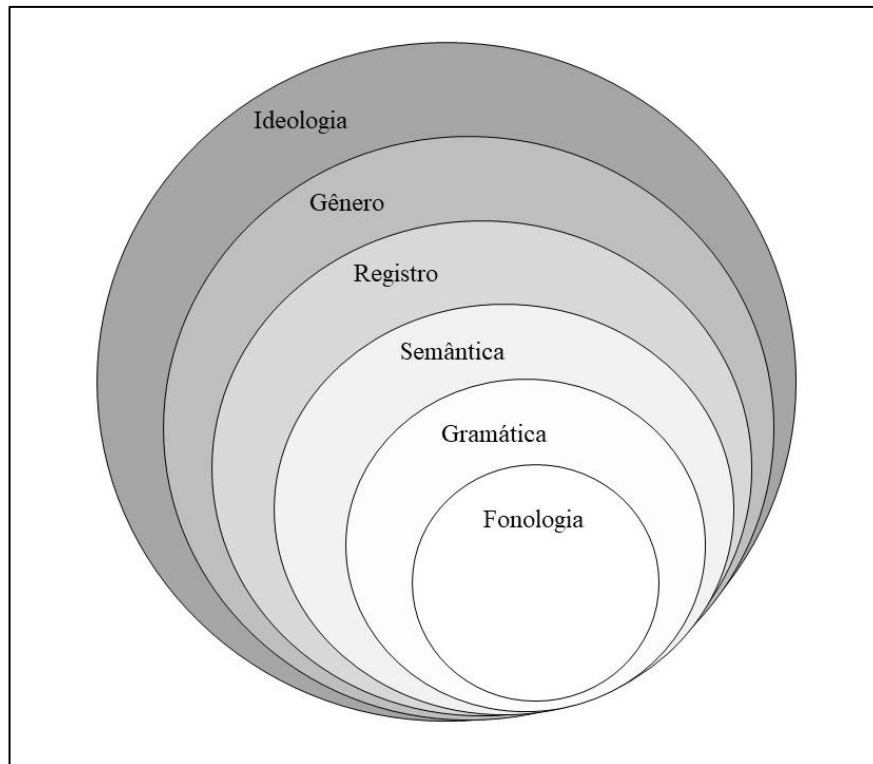 Ideologia
Gênero
Registro
Semântica
Gramática
Fonologia